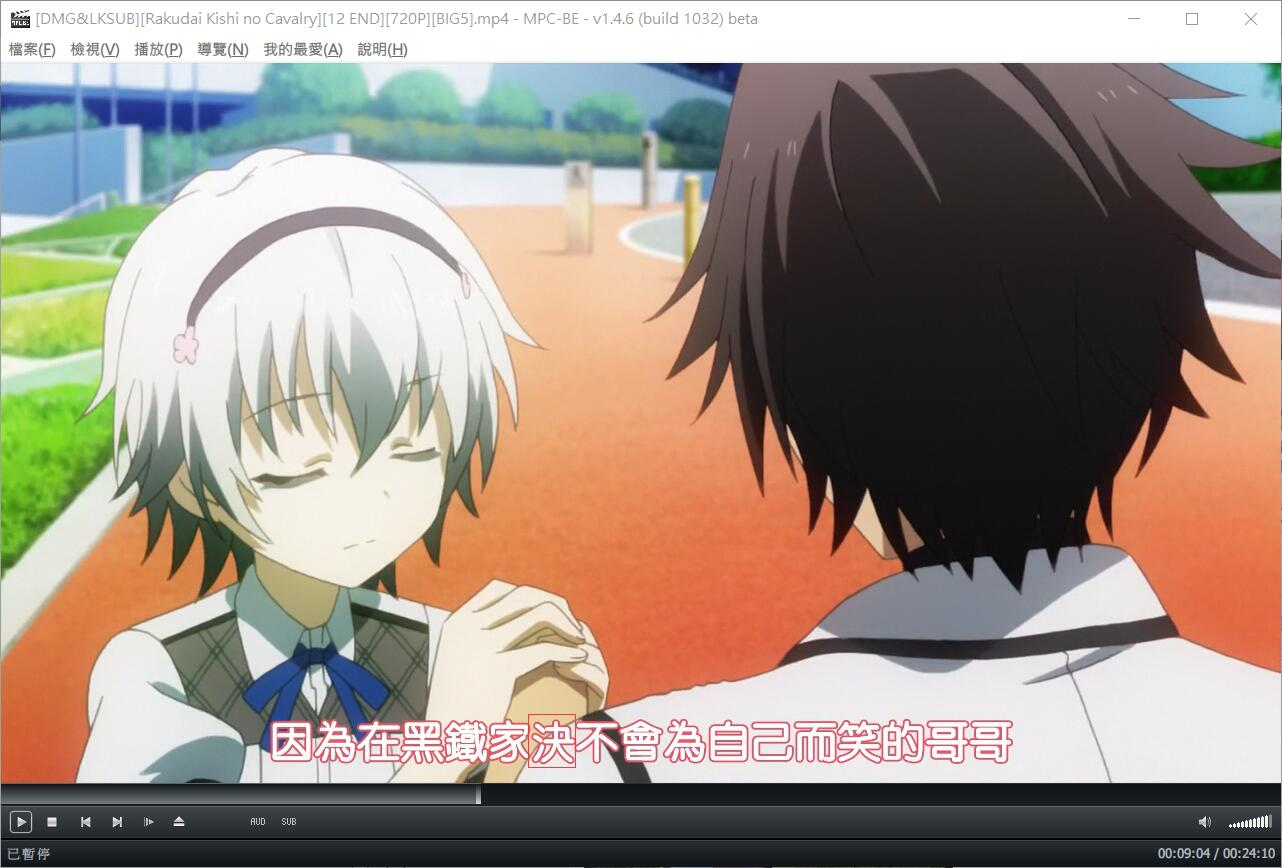 [DMG&LKSUB][Rakudai Kishi no Cavalry][12 END][720P][BIG5].mp4 - MPC-BE - v1.4.6 (build 1032) beta
檔案(F) 檢視(V) 播放(P) 導覽(N) 我的最愛(A) 說明(H)
因為在黑鐵家決不會為自己而笑的哥哥
AUD SUB
已暫停 00:09:04 / 00:24:10